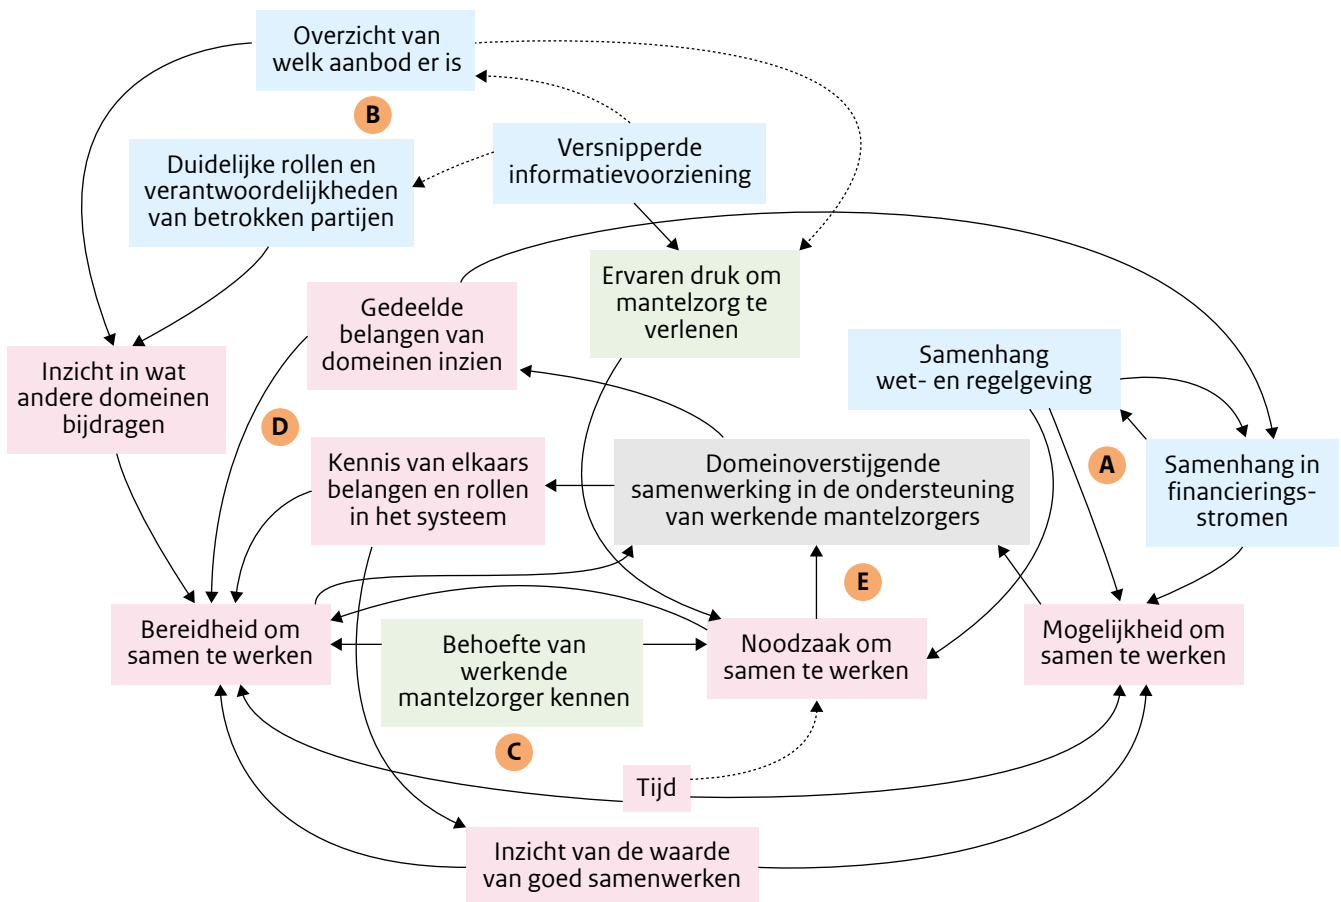 Overzicht van
welk aanbod er is
B
Versnipperde
informatievoorziening
Duidelijke rollen en
verantwoordelijkheden
van betrokken partijen
Ervaren druk om
mantelzorg te
verlenen
Gedeelde
belangen van
domeinen inzien
Samenhang
wet- en regelgeving
Inzicht in wat
andere domeinen
bijdragen
D
A
Kennis van elkaars
belangen en rollen
in het systeem
Domeinoverstijgende
samenwerking in de ondersteuning
van werkende mantelzorgers
Samenhang in
financierings-
stromen
E
Bereidheid om
samen te werken
Behoefte van
werkende
mantelzorger kennen
Noodzaak om
samen te werken
Mogelijkheid om
samen te werken
C
Tijd
Inzicht van de waarde
van goed samenwerken